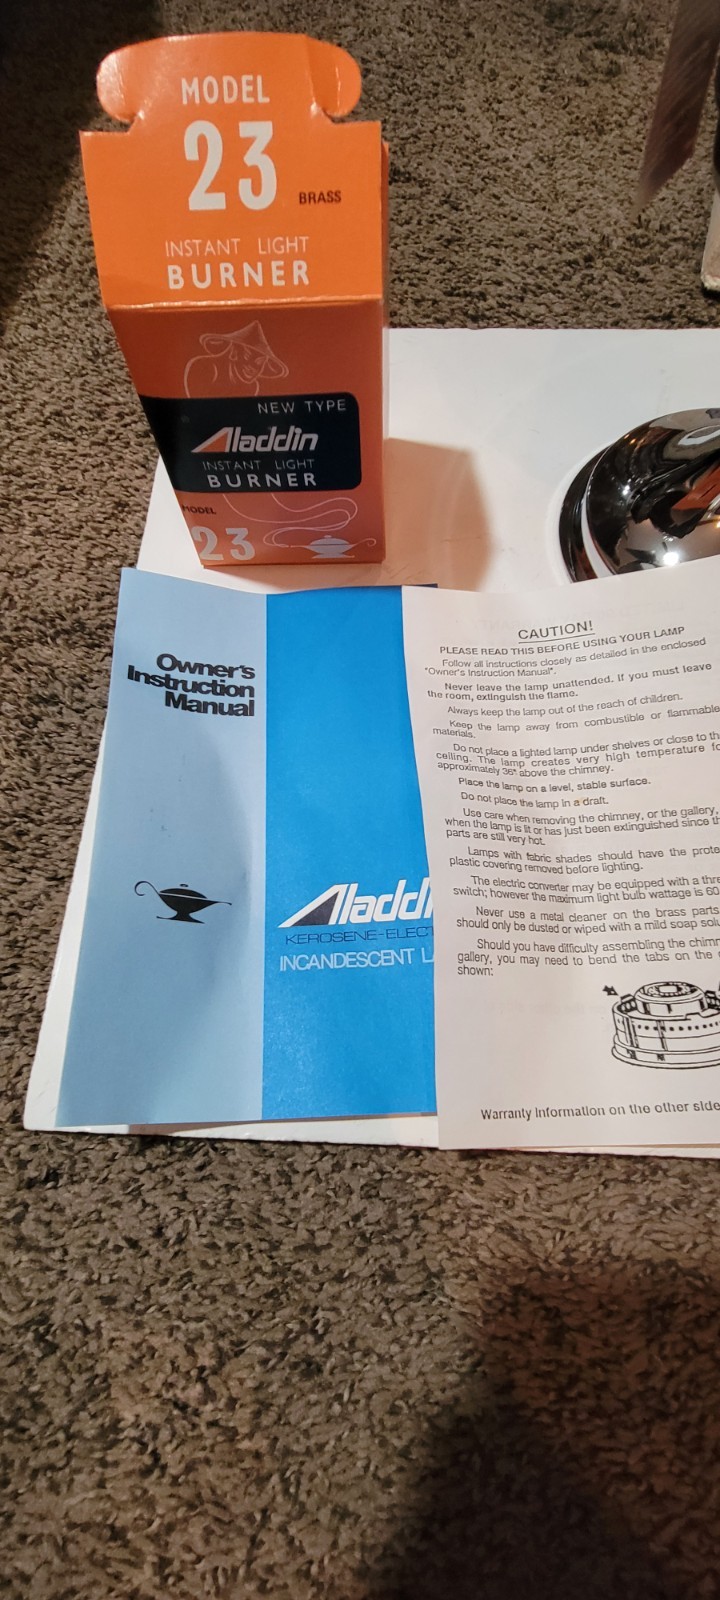 MODEL
23
BRASS
INSTANT LIGHT
BURNER
NEW TYPE
Aladdin
INSTANT LIGHT
BURNER
MODEL
23
Owner's
Instruction
Manual
Aladdi
KEROSENE-ELECT
INCANDESCENT LA
CAUTION!
PLEASE READ THIS BEFORE USING YOUR LAMP
Follow all instructions closely as detailed in the enclosed
"Owner's Instruction Manual".
Never leave the lamp unattended. If you must leave
the room, extinguish the flame.
Always keep the lamp out of the reach of children.
Keep the lamp away from combustible or flammable
materials.
Do not place a lighted lamp under shelves or close to th
ceiling. The lamp creates very high temperature fo
approximately 36" above the chimney.
Place the lamp on a level, stable surface.
Do not place the lamp in a draft.
Use care when removing the chimney, or the gallery,
when the lamp is lit or has just been extinguished since th
parts are still very hot.
Lamps with fabric shades should have the prote
plastic covering removed before lighting.
The electric converter may be equipped with a thre
switch; however the maximum light bulb wattage is 60
Never use a metal cleaner on the brass parts
should only be dusted or wiped with a mild soap solu
Should you have difficulty assembling the chimn
gallery, you may need to bend the tabs on the
shown:
Warranty Information on the other side